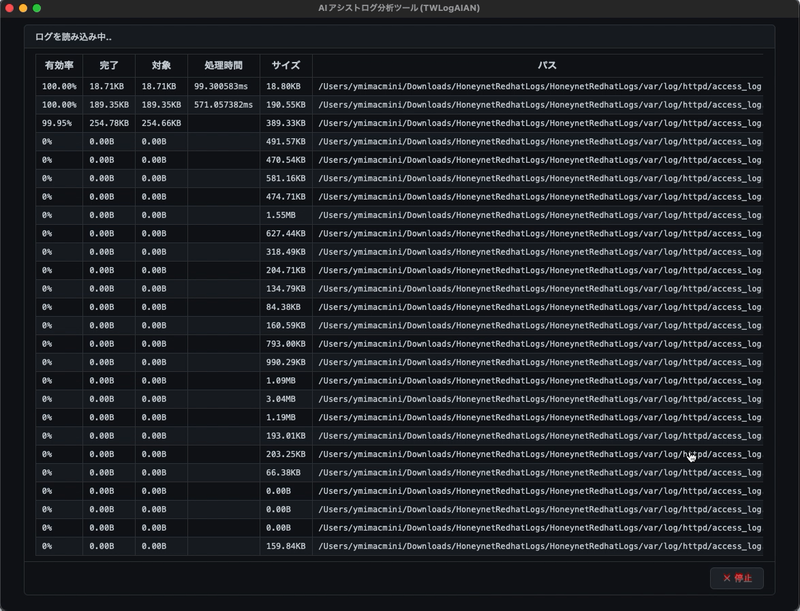 AIアシストログ分析ツール(TWLogAIAN)
ログを読み込み中..
有効率 完了 対象 処理時間 サイズ パス
100.00% 18.71KB 18.71KB 99.300583ms 18.80KB /Users/ymimacmini/Downloads/HoneynetRedhatLogs/HoneynetRedhatLogs/var/log/httpd/access_log
100.00% 189.35KB 189.35KB 571.057382ms 190.55KB /Users/ymimacmini/Downloads/HoneynetRedhatLogs/HoneynetRedhatLogs/var/log/httpd/access_log
99.95% 254.78KB 254.66KB 389.33KB /Users/ymimacmini/Downloads/HoneynetRedhatLogs/HoneynetRedhatLogs/var/log/httpd/access_log
0% 0.00B 0.00B 491.57KB /Users/ymimacmini/Downloads/HoneynetRedhatLogs/HoneynetRedhatLogs/var/log/httpd/access_log
0% 0.00B 0.00B 470.54KB /Users/ymimacmini/Downloads/HoneynetRedhatLogs/HoneynetRedhatLogs/var/log/httpd/access_log
0% 0.00B 0.00B 581.16KB /Users/ymimacmini/Downloads/HoneynetRedhatLogs/HoneynetRedhatLogs/var/log/httpd/access_log
0% 0.00B 0.00B 474.71KB /Users/ymimacmini/Downloads/HoneynetRedhatLogs/HoneynetRedhatLogs/var/log/httpd/access_log
0% 0.00B 0.00B 1.55MB /Users/ymimacmini/Downloads/HoneynetRedhatLogs/HoneynetRedhatLogs/var/log/httpd/access_log
0% 0.00B 0.00B 627.44KB /Users/ymimacmini/Downloads/HoneynetRedhatLogs/HoneynetRedhatLogs/var/log/httpd/access_log
0% 0.00B 0.00B 318.49KB /Users/ymimacmini/Downloads/HoneynetRedhatLogs/HoneynetRedhatLogs/var/log/httpd/access_log
0% 0.00B 0.00B 204.71KB /Users/ymimacmini/Downloads/HoneynetRedhatLogs/HoneynetRedhatLogs/var/log/httpd/access_log
0% 0.00B 0.00B 134.79KB /Users/ymimacmini/Downloads/HoneynetRedhatLogs/HoneynetRedhatLogs/var/log/httpd/access_log
0% 0.00B 0.00B 84.38KB /Users/ymimacmini/Downloads/HoneynetRedhatLogs/HoneynetRedhatLogs/var/log/httpd/access_log
0% 0.00B 0.00B 160.59KB /Users/ymimacmini/Downloads/HoneynetRedhatLogs/HoneynetRedhatLogs/var/log/httpd/access_log
0% 0.00B 0.00B 793.00KB /Users/ymimacmini/Downloads/HoneynetRedhatLogs/HoneynetRedhatLogs/var/log/httpd/access_log
0% 0.00B 0.00B 990.29KB /Users/ymimacmini/Downloads/HoneynetRedhatLogs/HoneynetRedhatLogs/var/log/httpd/access_log
0% 0.00B 0.00B 1.09MB /Users/ymimacmini/Downloads/HoneynetRedhatLogs/HoneynetRedhatLogs/var/log/httpd/access_log
0% 0.00B 0.00B 3.04MB /Users/ymimacmini/Downloads/HoneynetRedhatLogs/HoneynetRedhatLogs/var/log/httpd/access_log
0% 0.00B 0.00B 1.19MB /Users/ymimacmini/Downloads/HoneynetRedhatLogs/HoneynetRedhatLogs/var/log/httpd/access_log
0% 0.00B 0.00B 193.01KB /Users/ymimacmini/Downloads/HoneynetRedhatLogs/HoneynetRedhatLogs/var/log/httpd/access_log
0% 0.00B 0.00B 203.25KB /Users/ymimacmini/Downloads/HoneynetRedhatLogs/HoneynetRedhatLogs/var/log/httpd/access_log
0% 0.00B 0.00B 66.38KB /Users/ymimacmini/Downloads/HoneynetRedhatLogs/HoneynetRedhatLogs/var/log/httpd/access_log
0% 0.00B 0.00B 0.00B /Users/ymimacmini/Downloads/HoneynetRedhatLogs/HoneynetRedhatLogs/var/log/httpd/access_log
0% 0.00B 0.00B 0.00B /Users/ymimacmini/Downloads/HoneynetRedhatLogs/HoneynetRedhatLogs/var/log/httpd/access_log
0% 0.00B 0.00B 0.00B /Users/ymimacmini/Downloads/HoneynetRedhatLogs/HoneynetRedhatLogs/var/log/httpd/access_log
0% 0.00B 0.00B 159.84KB /Users/ymimacmini/Downloads/HoneynetRedhatLogs/HoneynetRedhatLogs/var/log/httpd/access_log
× 停止